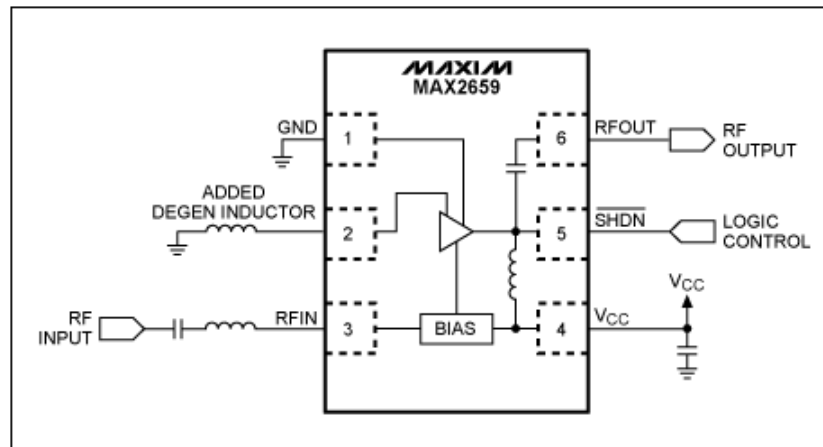 MAXIM
MAX2659
GND
1
6
RFOUT
RF
OUTPUT
ADDED
DEGEN INDUCTOR
2
5
SHDN
LOGIC
CONTROL
VCC
RF
INPUT
RFIN
3
BIAS
4
VCC